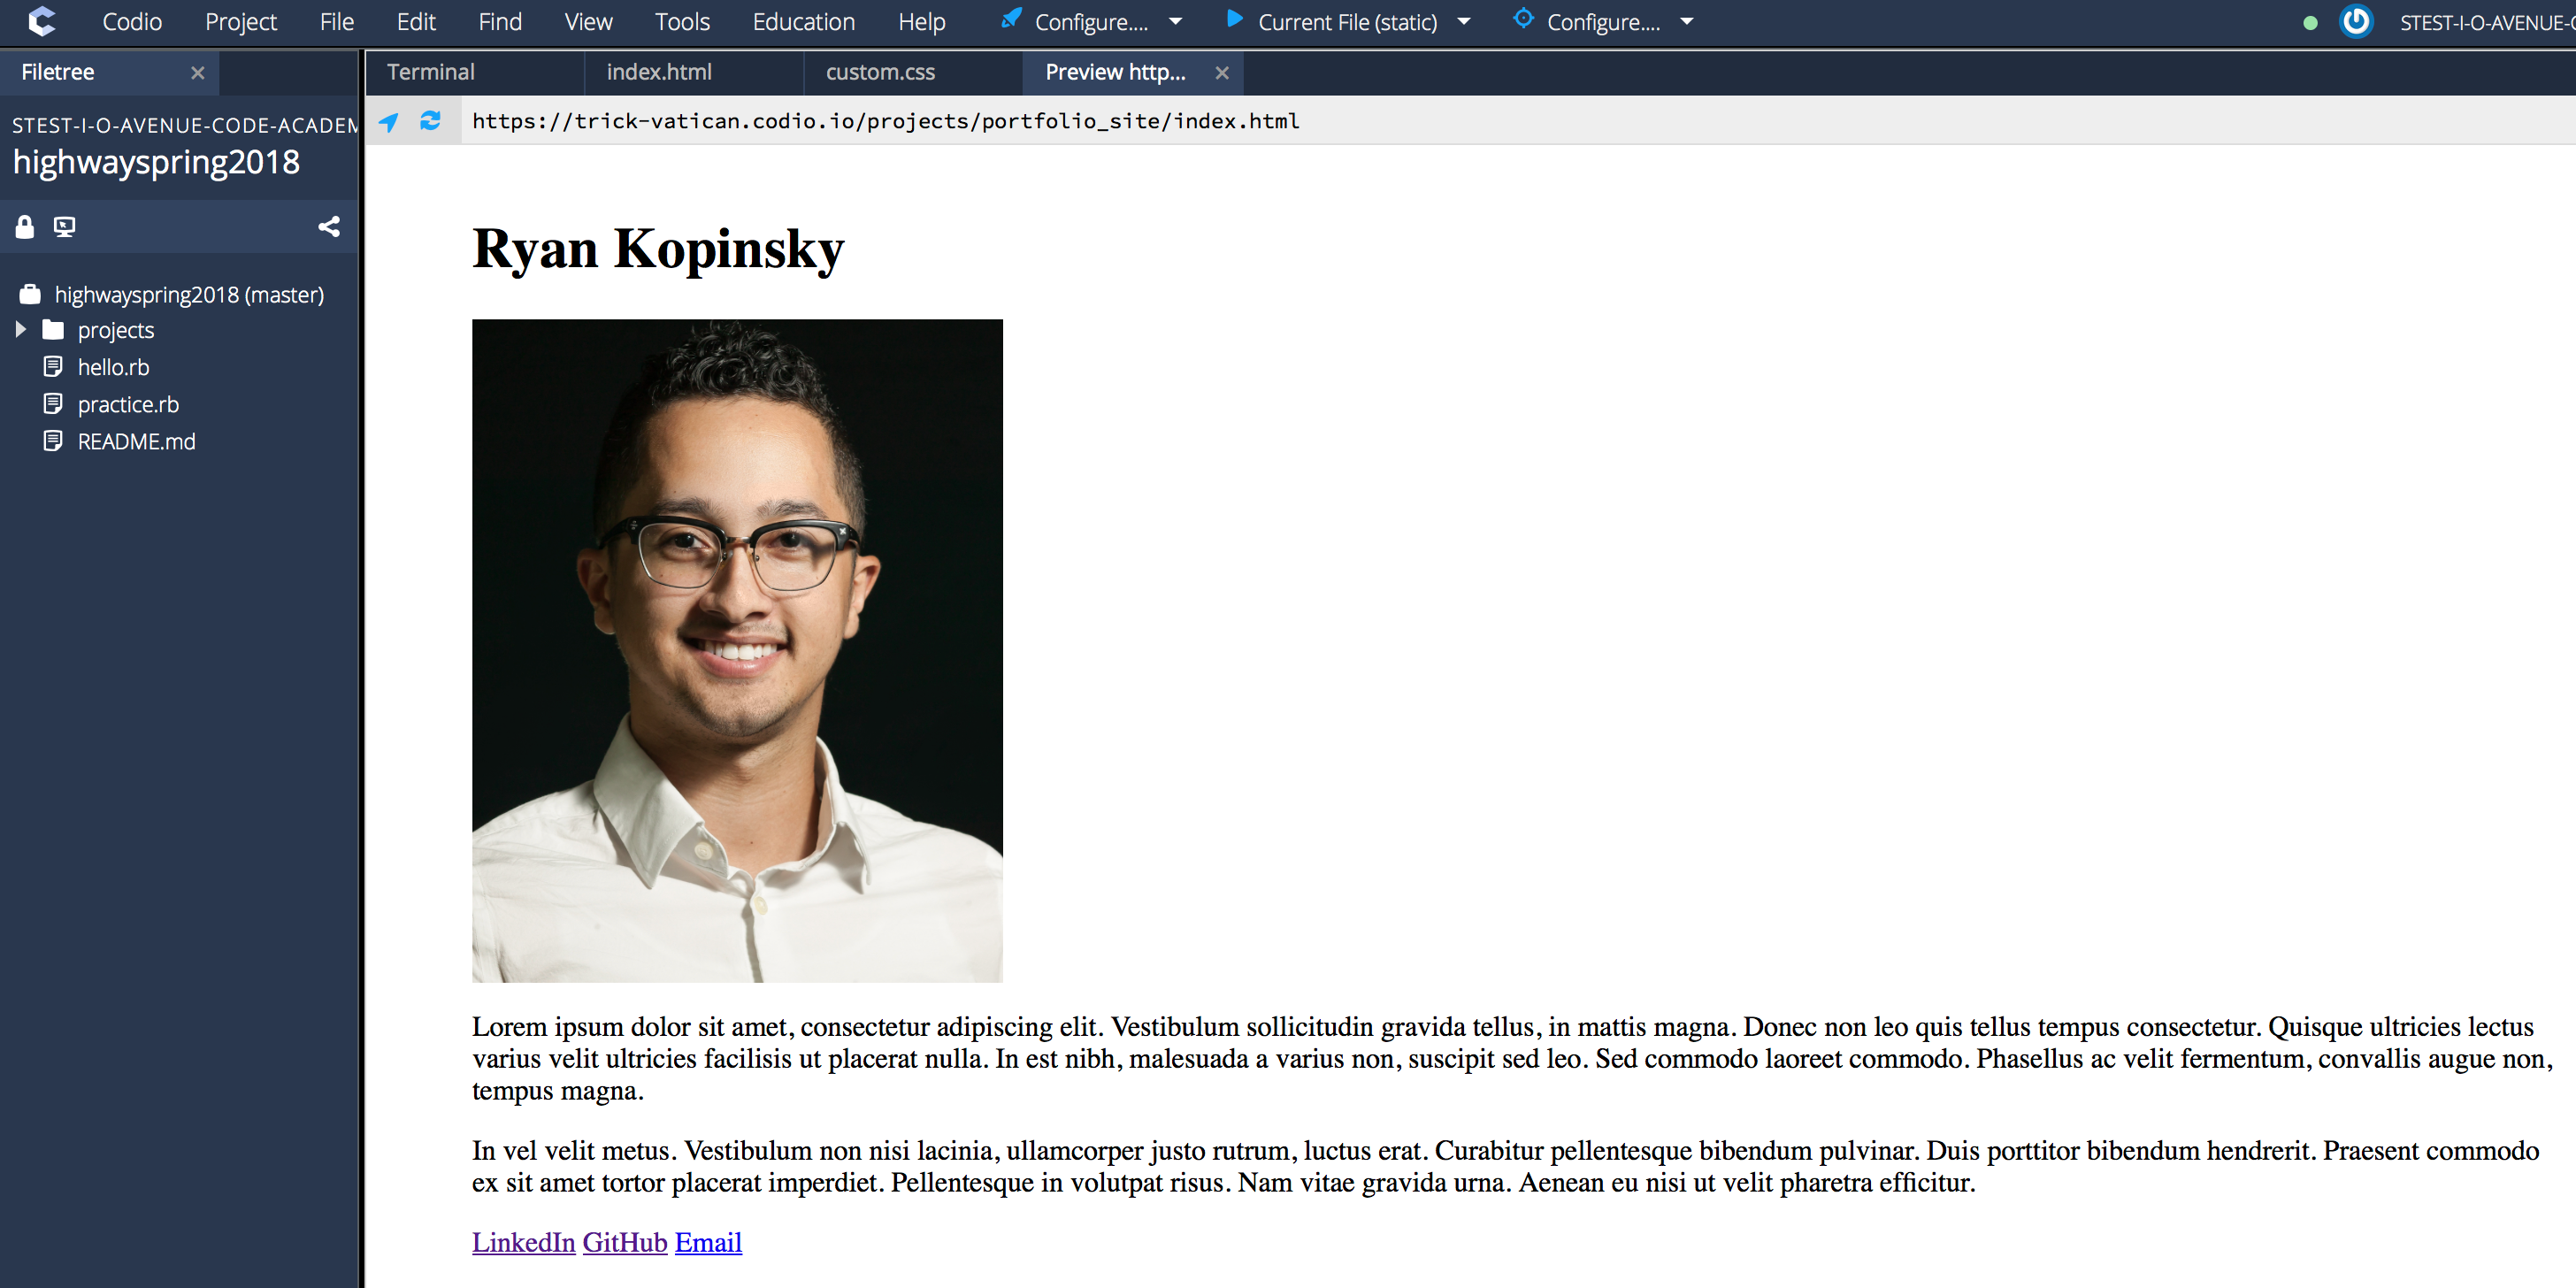 Codio Project File Edit Find View Tools Education Help Configure.... Current File (static) Configure.... STEST-I-O-AVENUE-
Filetree Terminal index.html custom.css Preview http...
https://trick-vatican.codio.io/projects/portfolio_site/index.html
STEST-I-O-AVENUE-CODE-ACADEM
highwayspring2018
highwayspring2018 (master)
projects
hello.rb
practice.rb
README.md
Ryan Kopinsky
Lorem ipsum dolor sit amet, consectetur adipiscing elit. Vestibulum sollicitudin gravida tellus, in mattis magna. Donec non leo quis tellus tempus consectetur. Quisque ultricies lectus
varius velit ultricies facilisis ut placerat nulla. In est nibh, malesuada a varius non, suscipit sed leo. Sed commodo laoreet commodo. Phasellus ac velit fermentum, convallis augue non,
tempus magna.
In vel velit metus. Vestibulum non nisi lacinia, ullamcorper justo rutrum, luctus erat. Curabitur pellentesque bibendum pulvinar. Duis porttitor bibendum hendrerit. Praesent commodo
ex sit amet tortor placerat imperdiet. Pellentesque in volutpat risus. Nam vitae gravida urna. Aenean eu nisi ut velit pharetra efficitur.
LinkedIn GitHub Email